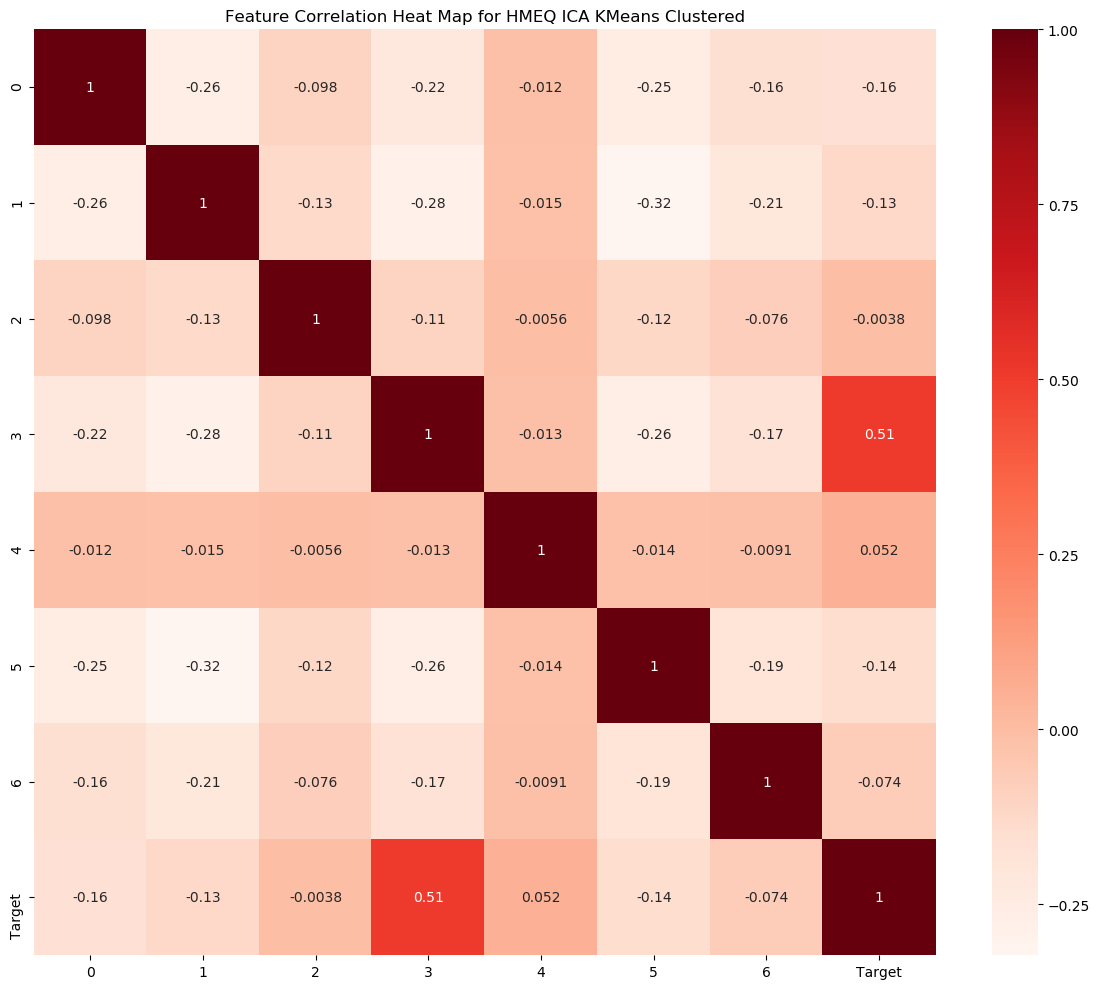 Feature Correlation Heat Map for HMEQ ICA KMeans Clustered
0 1 -0.26 -0.098 -0.22 -0.012 -0.25 -0.16 -0.16
1 -0.26 1 -0.13 -0.28 -0.015 -0.32 -0.21 -0.13
2 -0.098 -0.13 1 -0.11 -0.0056 -0.12 -0.076 -0.0038
3 -0.22 -0.28 -0.11 1 -0.013 -0.26 -0.17 0.51
4 -0.012 -0.015 -0.0056 -0.013 1 -0.014 -0.0091 0.052
5 -0.25 -0.32 -0.12 -0.26 -0.014 1 -0.19 -0.14
6 -0.16 -0.21 -0.076 -0.17 -0.0091 -0.19 1 -0.074
Target -0.16 -0.13 -0.0038 0.51 0.052 -0.14 -0.074 1
0 1 2 3 4 5 6 Target
1.00
0.75
0.50
0.25
0.00
−0.25